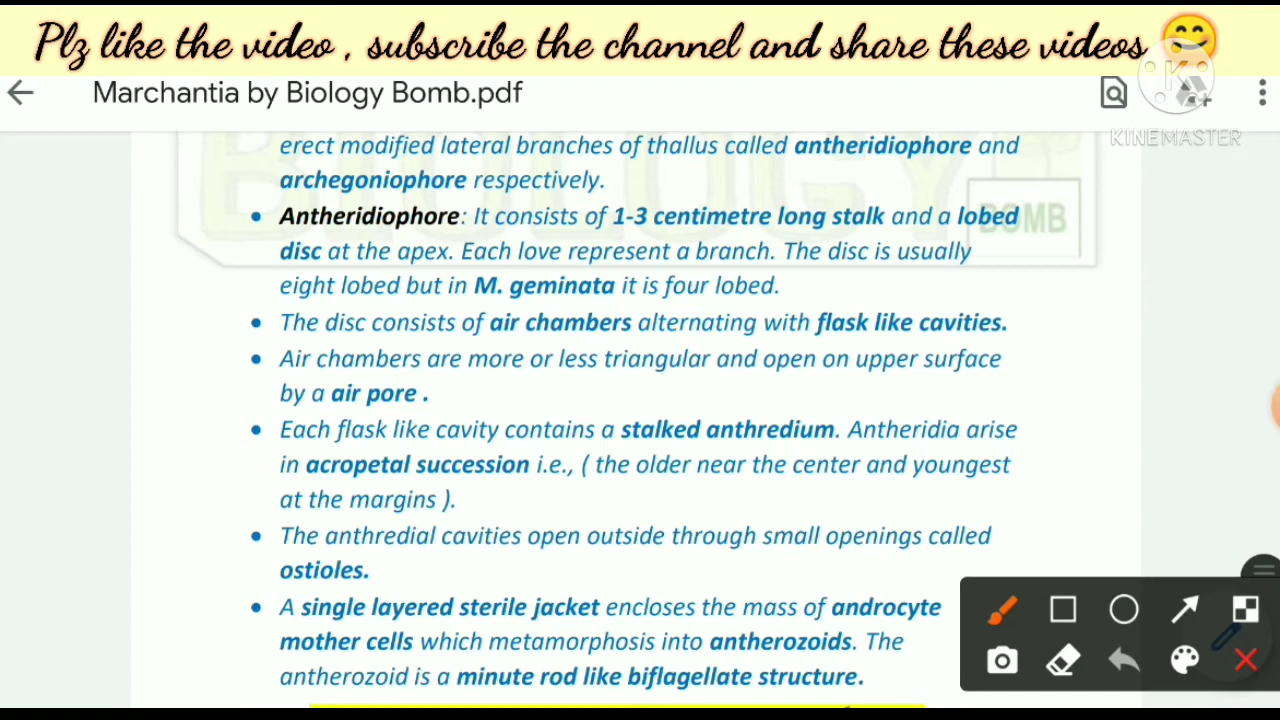 Plz like the video , subscribe the channel and share these videos 😊
Marchantia by Biology Bomb.pdf
KINEMASTER
erect modified lateral branches of thallus called antheridiophore and
archegoniophore respectively.
• Antheridiophore: It consists of 1-3 centimetre long stalk and a lobed
disc at the apex. Each love represent a branch. The disc is usually
eight lobed but in M. geminata it is four lobed.
• The disc consists of air chambers alternating with flask like cavities.
• Air chambers are more or less triangular and open on upper surface
by a air pore .
• Each flask like cavity contains a stalked anthredium. Antheridia arise
in acropetal succession i.e., ( the older near the center and youngest
at the margins ).
• The anthredial cavities open outside through small openings called
ostioles.
• A single layered sterile jacket encloses the mass of androcyte
mother cells which metamorphosis into antherozoids. The
antherozoid is a minute rod like biflagellate structure.
BIOLOGY
BOMB